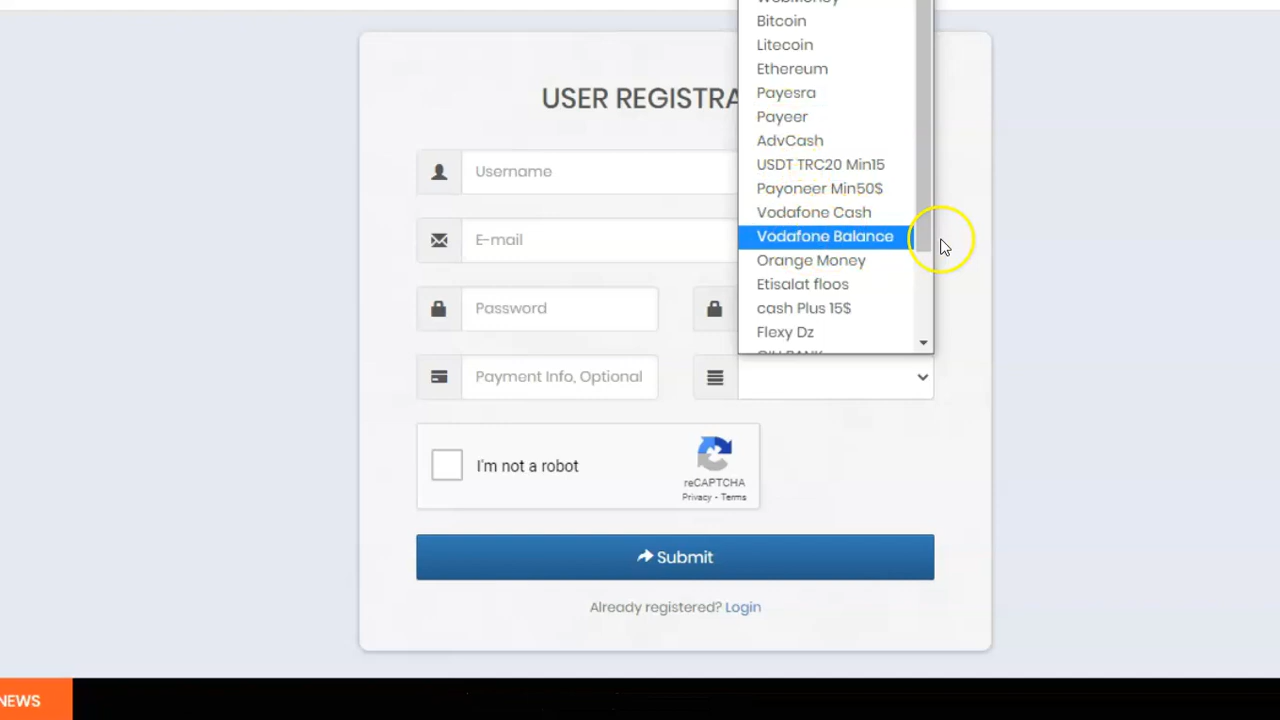 Bitcoin
Litecoin
Ethereum
Payesra
Payeer
AdvCash
USDT TRC20 Min15
Payoneer Min50$
Vodafone Cash
Vodafone Balance
Orange Money
Etisalat floos
cash Plus 15$
Flexy Dz
USER REGISTRA
Username
E-mail
Password
Payment Info, Optional
I'm not a robot
reCAPTCHA
Privacy - Terms
Submit
Already registered? Login
NEWS